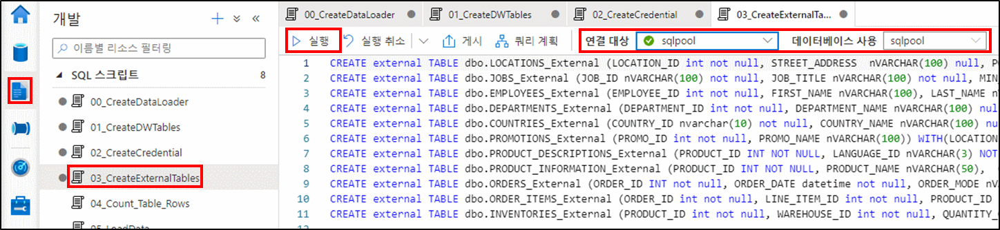 개발
이름별 리소스 필터링
SQL 스크립트 8
00_CreateDataLoader
01_CreateDWTables
02_CreateCredential
03_CreateExternalTables
04_Count_Table_Rows
05_LoadData
00_CreateDataLoader 01_CreateDWTables 02_CreateCredential 03_CreateExternalTa...
실행 실행 취소 게시 쿼리 계획 연결 대상 sqlpool 데이터베이스 사용 sqlpool
1 CREATE external TABLE dbo.LOCATIONS_External (LOCATION_ID int not null, STREET_ADDRESS nVARCHAR(100) null,
2 CREATE external TABLE dbo.JOBS_External (JOB_ID nVARCHAR(100) not null, JOB_TITLE nVARCHAR(100) not null, MIN
3 CREATE external TABLE dbo.EMPLOYEES_External (EMPLOYEE_ID int not null, FIRST_NAME nVARCHAR(100), LAST_NAME n
4 CREATE external TABLE dbo.DEPARTMENTS_External (DEPARTMENT_ID int not null, DEPARTMENT_NAME nVARCHAR(100) nul
5 CREATE external TABLE dbo.COUNTRIES_External (COUNTRY_ID nvarchar(10) not null, COUNTRY_NAME nVARCHAR(100) nu
6 CREATE external TABLE dbo.PROMOTIONS_External (PROMO_ID int not null, PROMO_NAME nVARCHAR(100)) WITH(LOCATION
7 CREATE external TABLE dbo.PRODUCT_DESCRIPTIONS_External (PRODUCT_ID INT NOT NULL, LANGUAGE_ID nVARCHAR(3) NOT
8 CREATE external TABLE dbo.PRODUCT_INFORMATION_External (PRODUCT_ID INT NOT NULL, PRODUCT_NAME nVARCHAR(50),
9 CREATE external TABLE dbo.ORDERS_External (ORDER_ID INT not null, ORDER_DATE datetime not null, ORDER_MODE nVA
10 CREATE external TABLE dbo.ORDER_ITEMS_External (ORDER_ID int not null, LINE_ITEM_ID int not null, PRODUCT_ID
11 CREATE external TABLE dbo.INVENTORIES_External (PRODUCT_ID int not null, WAREHOUSE_ID int not null, QUANTITY_
12